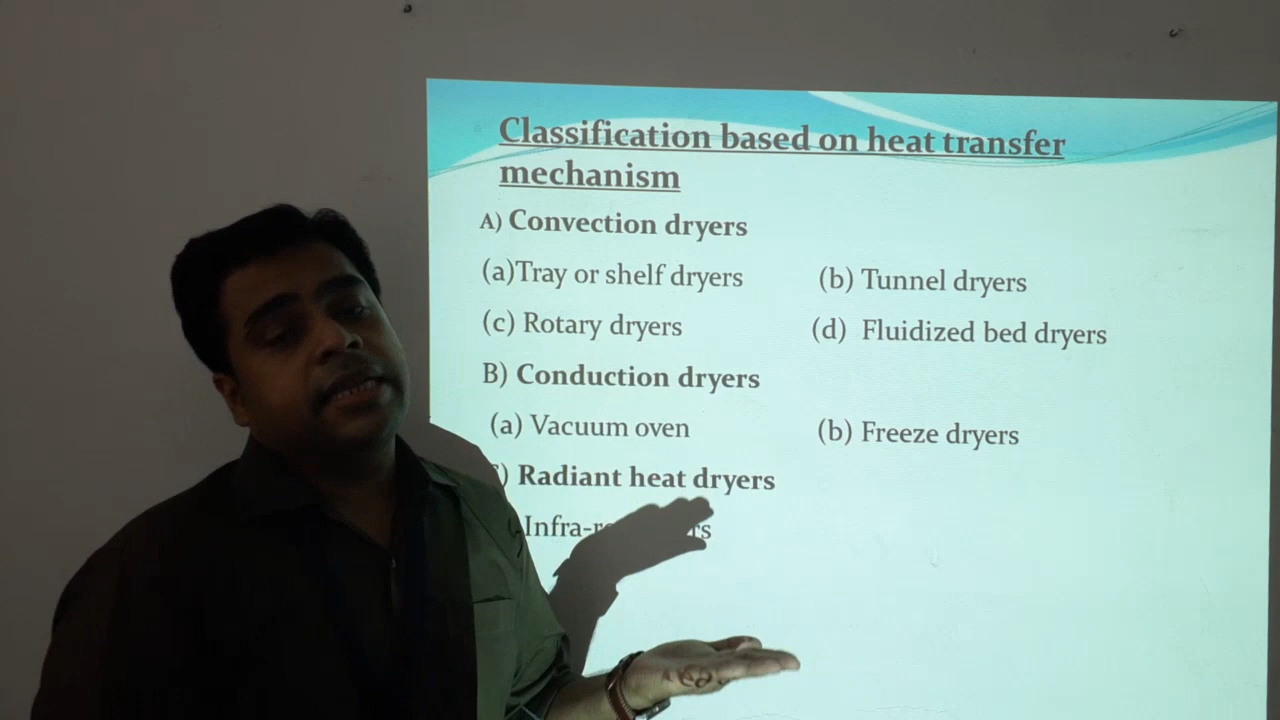 Classification based on heat transfer
mechanism
A) Convection dryers
(a)Tray or shelf dryers (b) Tunnel dryers
(c) Rotary dryers (d) Fluidized bed dryers
B) Conduction dryers
(a) Vacuum oven (b) Freeze dryers
) Radiant heat dryers